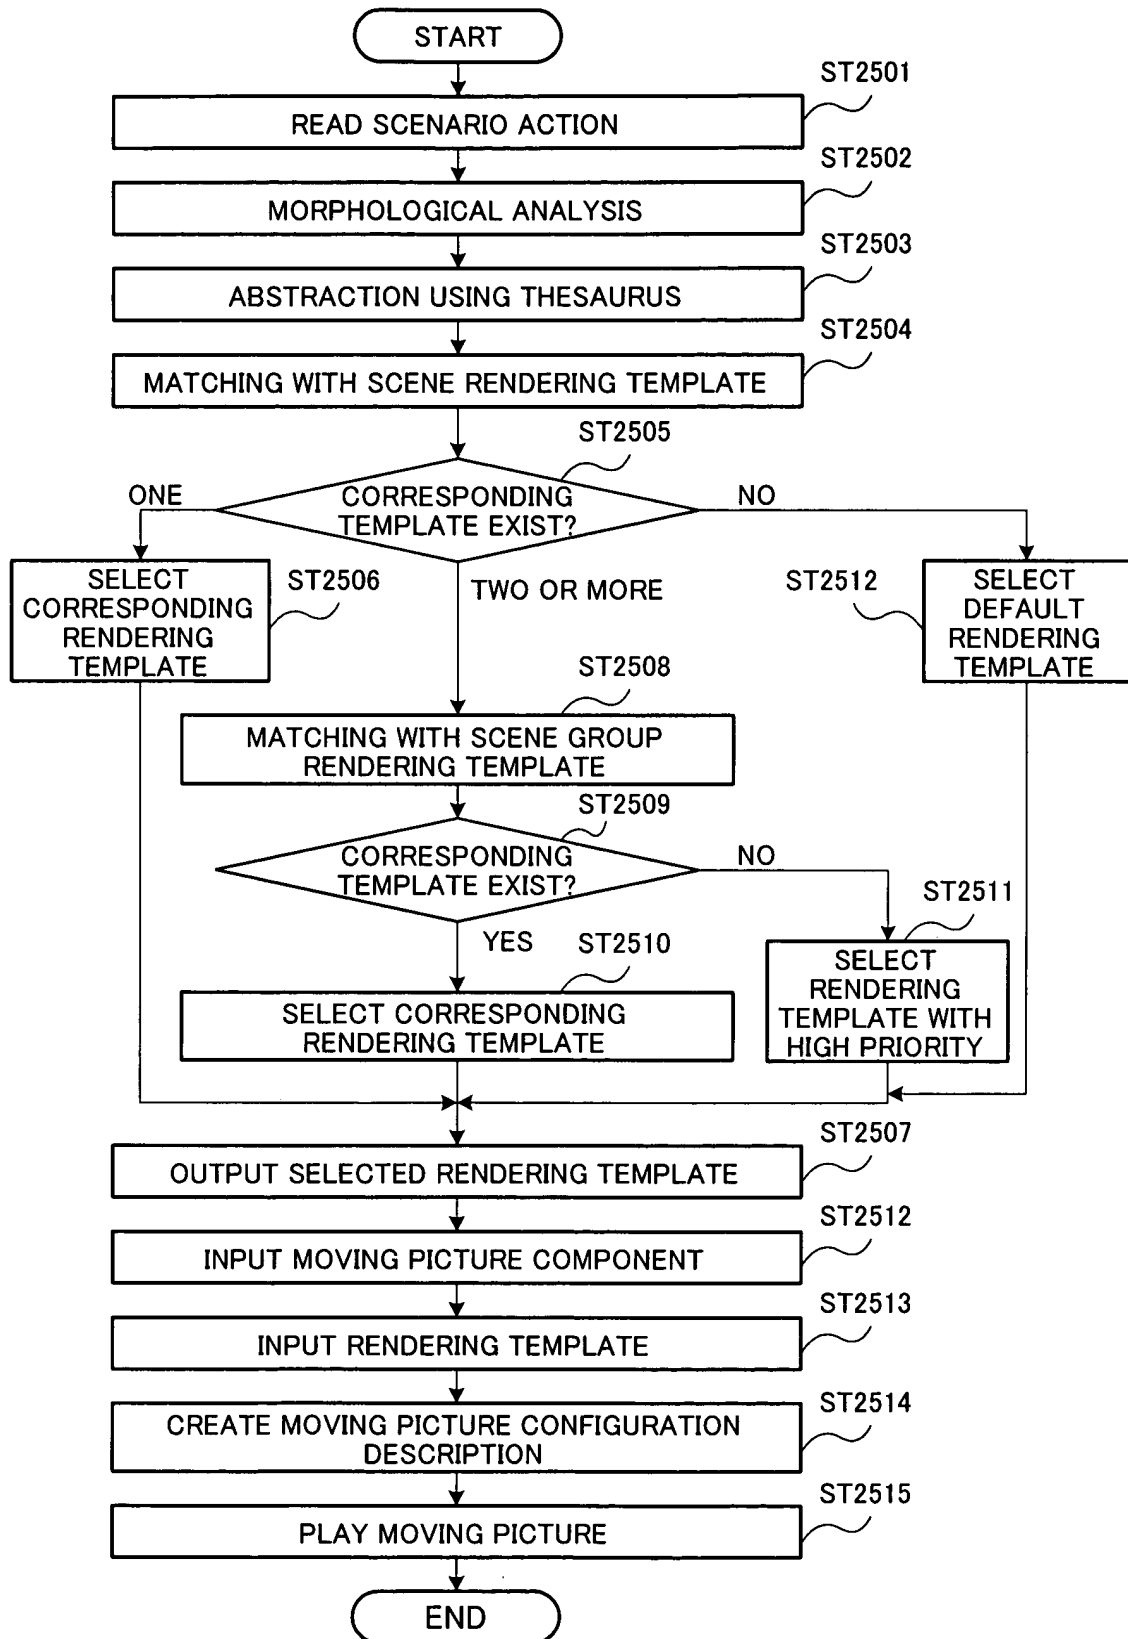 START
ST2501
READ SCENARIO ACTION
ST2502
MORPHOLOGICAL ANALYSIS
ST2503
ABSTRACTION USING THESAURUS
ST2504
MATCHING WITH SCENE RENDERING TEMPLATE
ST2505
CORRESPONDING
TEMPLATE EXIST?
ONE
NO
TWO OR MORE
ST2506
SELECT
CORRESPONDING
RENDERING
TEMPLATE
ST2512
SELECT
DEFAULT
RENDERING
TEMPLATE
ST2508
MATCHING WITH SCENE GROUP
RENDERING TEMPLATE
ST2509
CORRESPONDING
TEMPLATE EXIST?
NO
YES
ST2510
SELECT CORRESPONDING
RENDERING TEMPLATE
ST2511
SELECT
RENDERING
TEMPLATE WITH
HIGH PRIORITY
ST2507
OUTPUT SELECTED RENDERING TEMPLATE
ST2512
INPUT MOVING PICTURE COMPONENT
ST2513
INPUT RENDERING TEMPLATE
ST2514
CREATE MOVING PICTURE CONFIGURATION
DESCRIPTION
ST2515
PLAY MOVING PICTURE
END